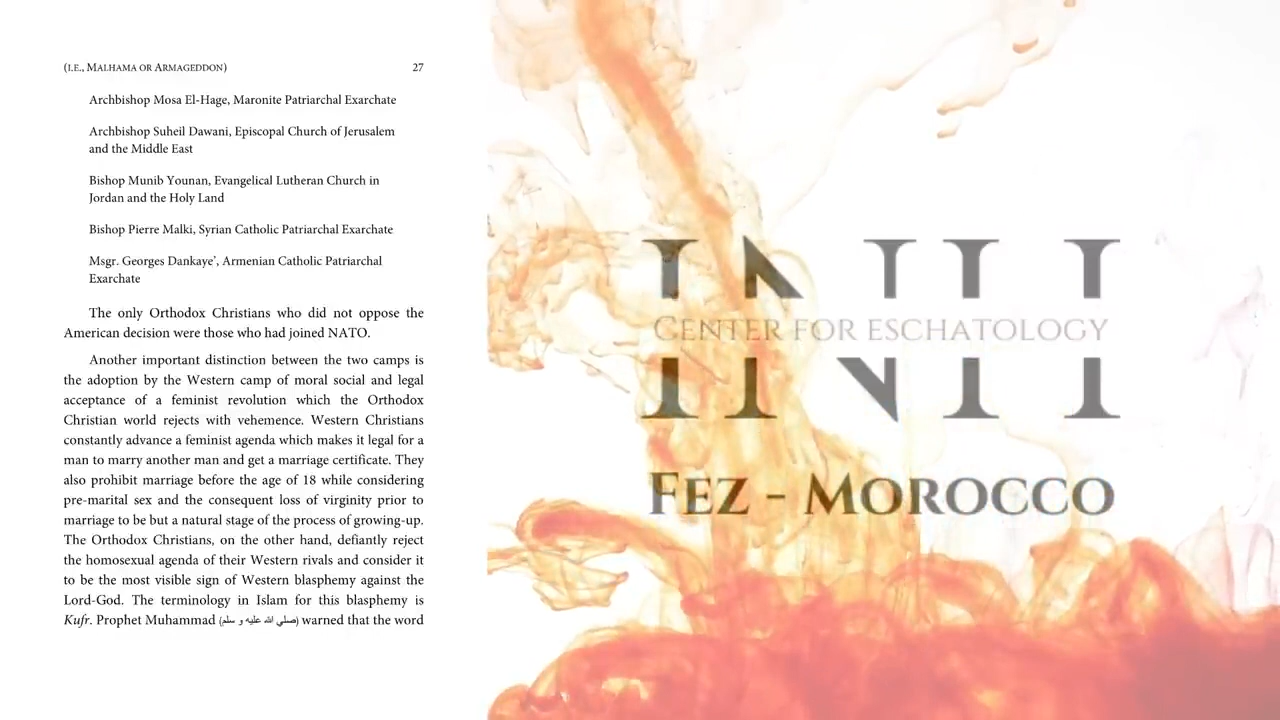 (I.E., MALHAMA OR ARMAGEDDON) 27
Archbishop Mosa El-Hage, Maronite Patriarchal Exarchate
Archbishop Suheil Dawani, Episcopal Church of Jerusalem
and the Middle East
Bishop Munib Younan, Evangelical Lutheran Church in
Jordan and the Holy Land
Bishop Pierre Malki, Syrian Catholic Patriarchal Exarchate
Msgr. Georges Dankaye’, Armenian Catholic Patriarchal
Exarchate
The only Orthodox Christians who did not oppose the
American decision were those who had joined NATO.
Another important distinction between the two camps is
the adoption by the Western camp of moral social and legal
acceptance of a feminist revolution which the Orthodox
Christian world rejects with vehemence. Western Christians
constantly advance a feminist agenda which makes it legal for a
man to marry another man and get a marriage certificate. They
also prohibit marriage before the age of 18 while considering
pre-marital sex and the consequent loss of virginity prior to
marriage to be but a natural stage of the process of growing-up.
The Orthodox Christians, on the other hand, defiantly reject
the homosexual agenda of their Western rivals and consider it
to be the most visible sign of Western blasphemy against the
Lord-God. The terminology in Islam for this blasphemy is
Kufr. Prophet Muhammad (صلي الله عليه و سلم) warned that the word
INH
CENTER FOR ESCHATOLOGY
FEZ - MOROCCO